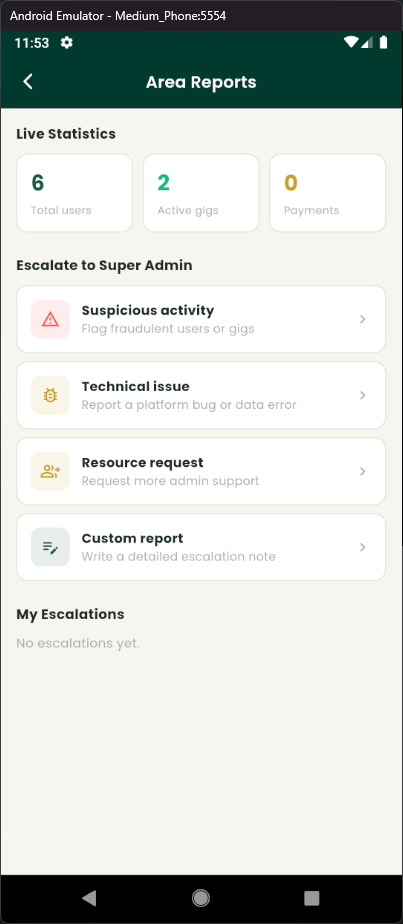 Android Emulator - Medium_Phone:5554
11:53
Area Reports
Live Statistics
6 2 0
Total users Active gigs Payments
Escalate to Super Admin
Suspicious activity
Flag fraudulent users or gigs
Technical issue
Report a platform bug or data error
Resource request
Request more admin support
Custom report
Write a detailed escalation note
My Escalations
No escalations yet.